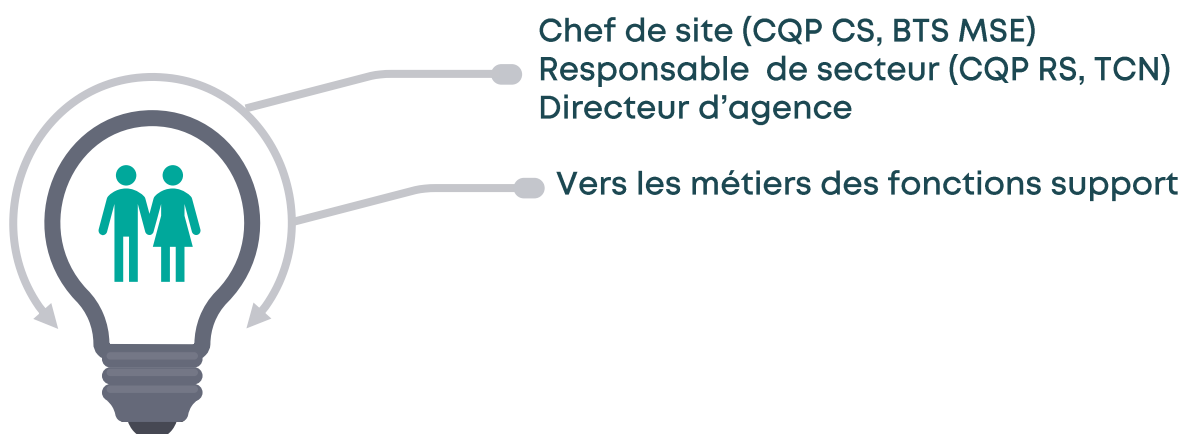 Chef de site (CQP CS, BTS MSE)
Responsable de secteur (CQP RS, TCN)
Directeur d’agence
Vers les métiers des fonctions support